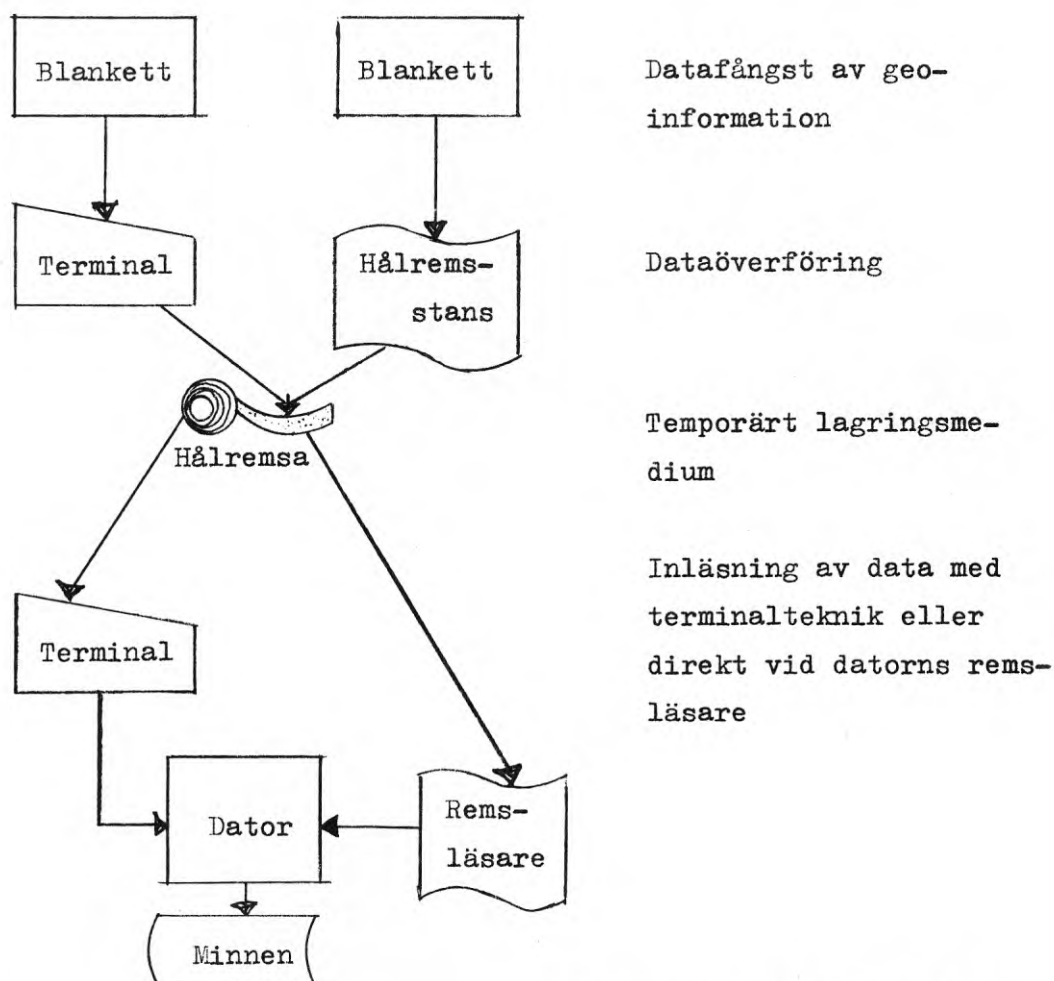 Blankett
Blankett
Datafångst av geo-
information
Terminal
Hålrems-
stans
Dataöverföring
Hålremsa
Temporärt lagringsme-
dium
Inläsning av data med
terminalteknik eller
direkt vid datorns rems-
läsare
Terminal
Dator
Rems-
läsare
Minnen